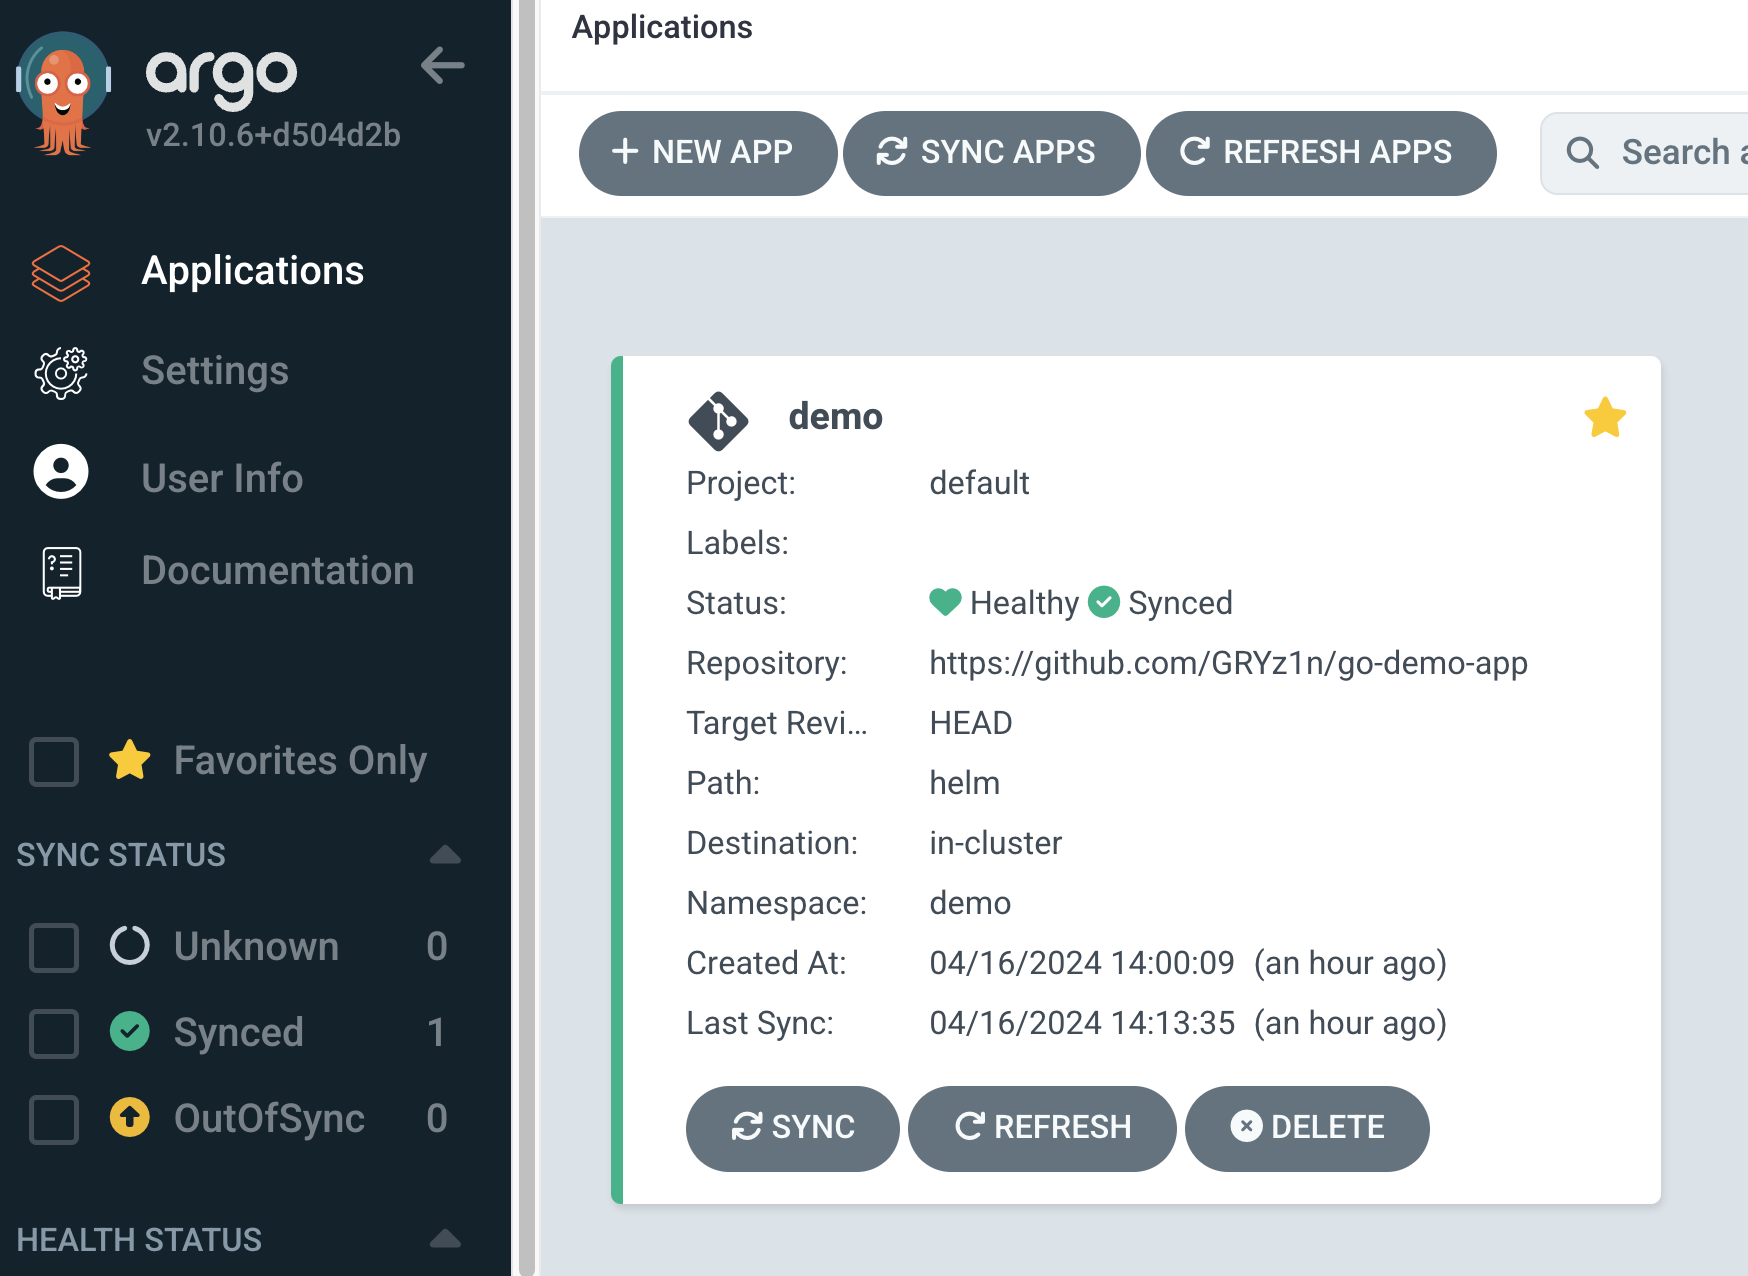 argo
v2.10.6+d504d2b
Applications
Settings
User Info
Documentation
Favorites Only
SYNC STATUS
Unknown 0
Synced 1
OutOfSync 0
HEALTH STATUS
Applications
NEW APP SYNC APPS REFRESH APPS Search
demo
Project: default
Labels:
Status: Healthy Synced
Repository: https://github.com/GRYz1n/go-demo-app
Target Revi...  HEAD
Path: helm
Destination: in-cluster
Namespace: demo
Created At: 04/16/2024 14:00:09 (an hour ago)
Last Sync: 04/16/2024 14:13:35 (an hour ago)
SYNC REFRESH DELETE